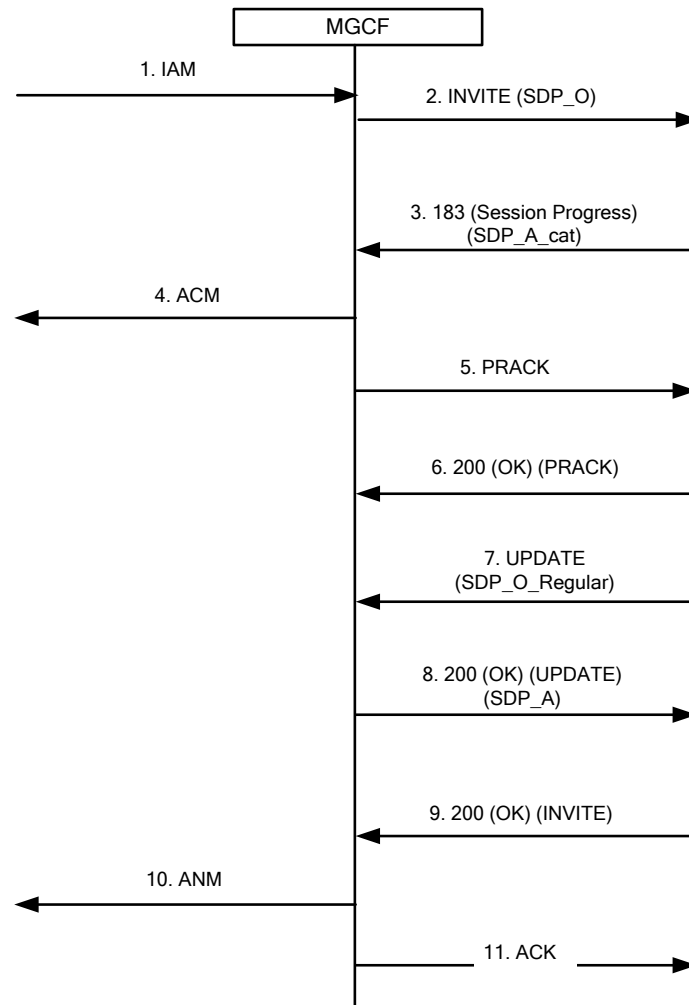 MGCF
1. IAM
2. INVITE (SDP_O)
3. 183 (Session Progress)
(SDP_A_cat)
4. ACM
5. PRACK
6. 200 (OK) (PRACK)
7. UPDATE
(SDP_O_Regular)
8. 200 (OK) (UPDATE)
(SDP_A)
9. 200 (OK) (INVITE)
10. ANM
11. ACK